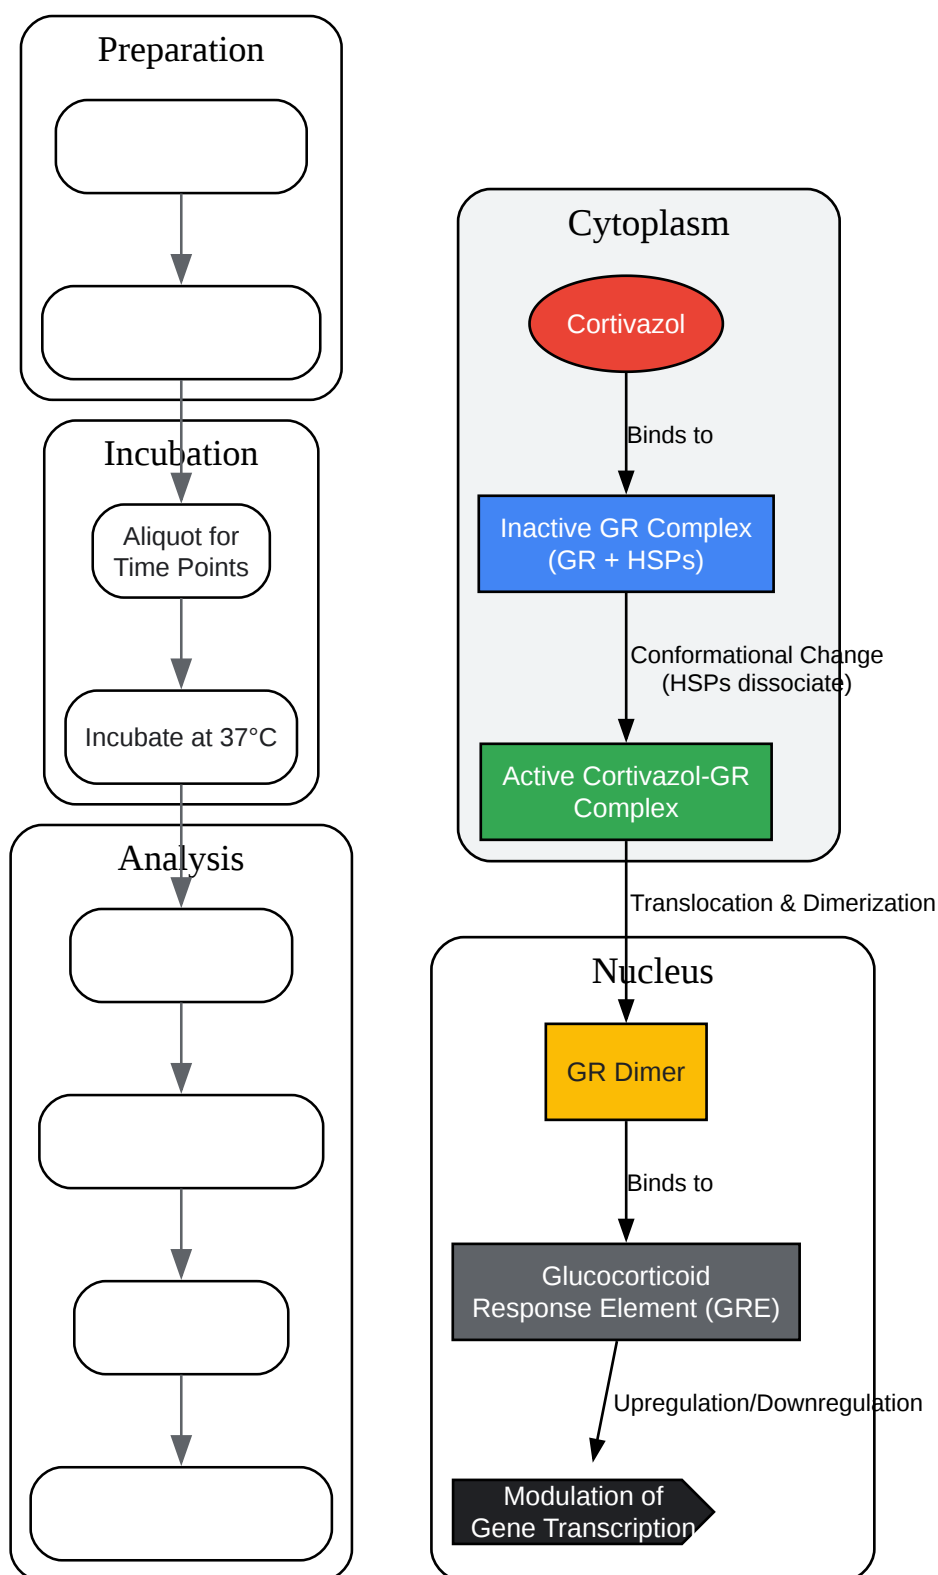 Preparation
Incubation
Aliquot for
Time Points
Incubate at 37°C
Analysis
Cytoplasm
Cortivazol
Binds to
Inactive GR Complex
(GR + HSPs)
Conformational Change
(HSPs dissociate)
Active Cortivazol-GR
Complex
Translocation & Dimerization
Nucleus
GR Dimer
Binds to
Glucocorticoid
Response Element (GRE)
Upregulation/Downregulation
Modulation of
Gene Transcription